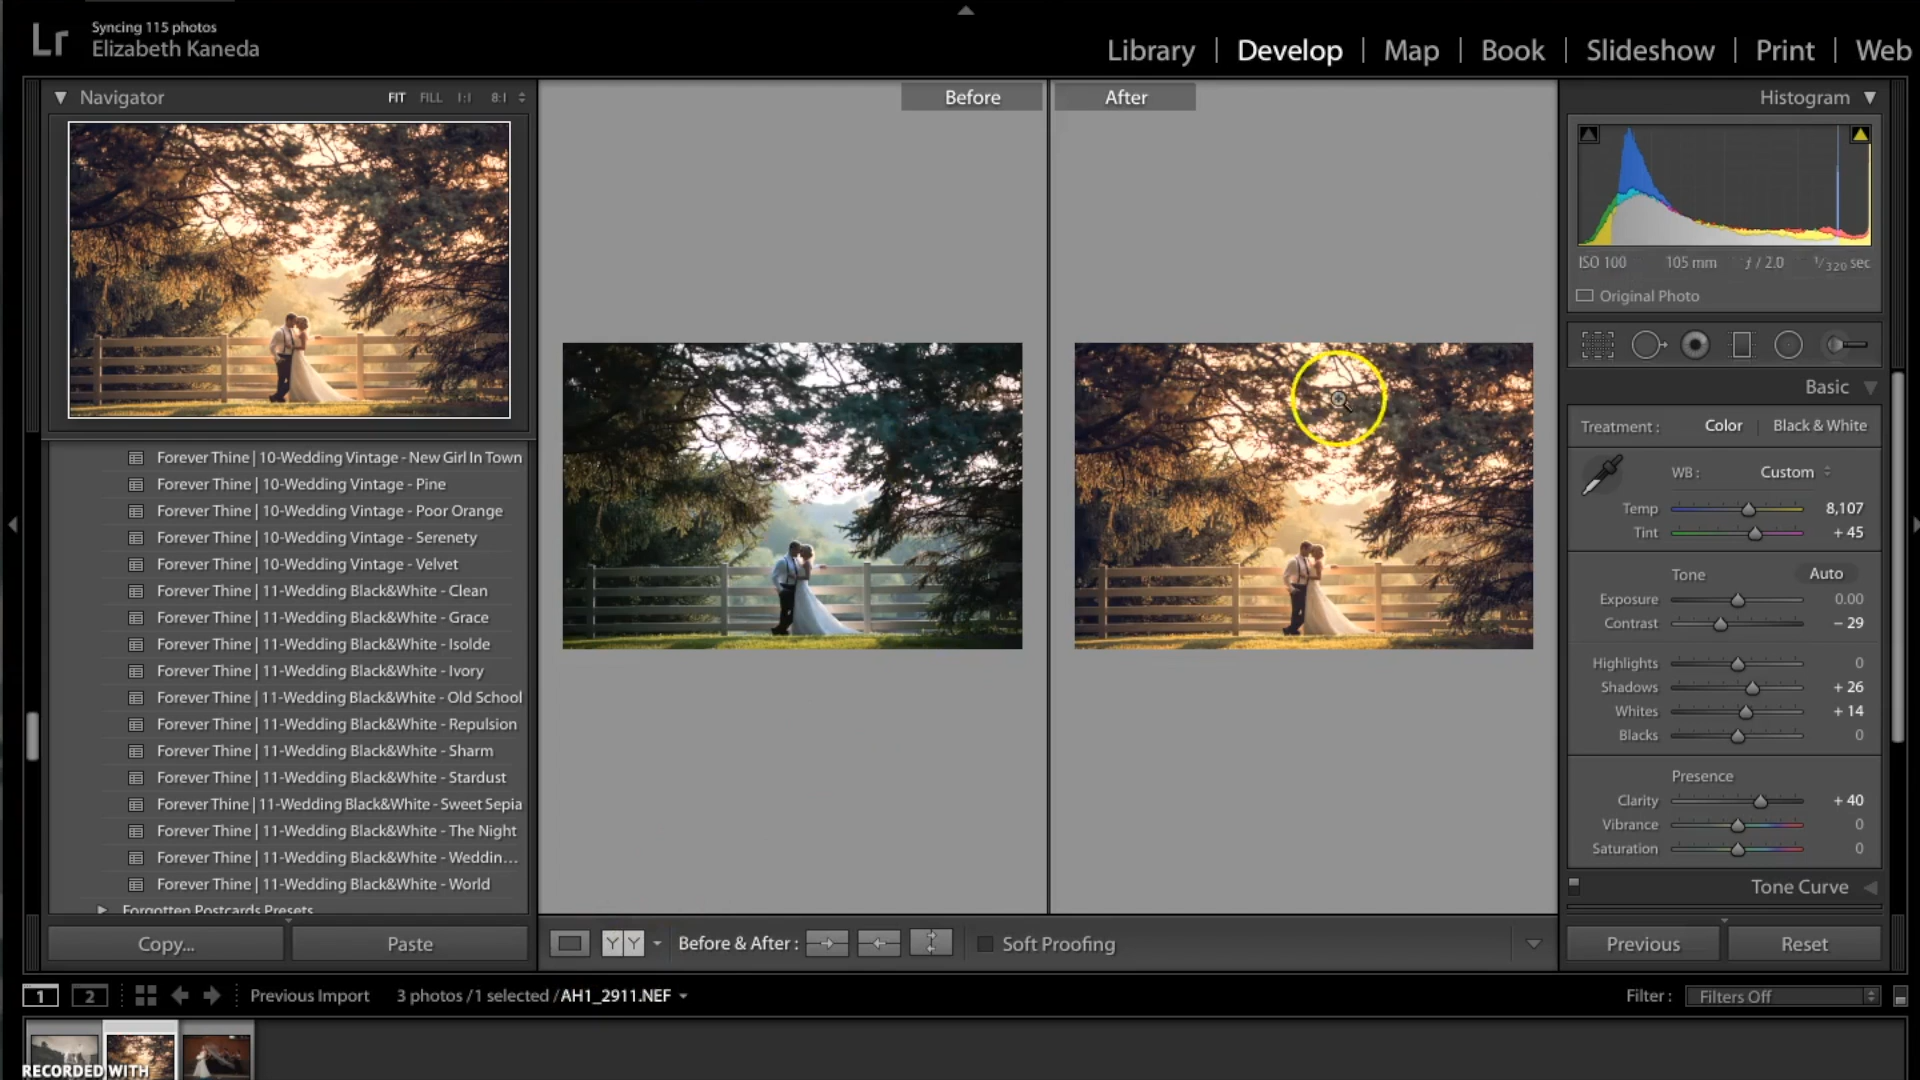 Lr
Syncing 115 photos
Elizabeth Kaneda
Library | Develop | Map | Book | Slideshow | Print | Web
Navigator FIT FILL 1:1 8:1
Before After
Histogram
ISO 100 105 mm ƒ / 2.0 1/320 sec
Original Photo
Basic
Treatment : Color Black & White
WB : Custom
Temp 8,107
Tint + 45
Tone Auto
Exposure 0.00
Contrast – 29
Highlights 0
Shadows + 26
Whites + 14
Blacks 0
Presence
Clarity + 40
Vibrance 0
Saturation 0
Tone Curve
Previous Reset
Forever Thine | 10-Wedding Vintage - New Girl In Town
Forever Thine | 10-Wedding Vintage - Pine
Forever Thine | 10-Wedding Vintage - Poor Orange
Forever Thine | 10-Wedding Vintage - Serenety
Forever Thine | 10-Wedding Vintage - Velvet
Forever Thine | 11-Wedding Black&White - Clean
Forever Thine | 11-Wedding Black&White - Grace
Forever Thine | 11-Wedding Black&White - Isolde
Forever Thine | 11-Wedding Black&White - Ivory
Forever Thine | 11-Wedding Black&White - Old School
Forever Thine | 11-Wedding Black&White - Repulsion
Forever Thine | 11-Wedding Black&White - Sharm
Forever Thine | 11-Wedding Black&White - Stardust
Forever Thine | 11-Wedding Black&White - Sweet Sepia
Forever Thine | 11-Wedding Black&White - The Night
Forever Thine | 11-Wedding Black&White - Weddin...
Forever Thine | 11-Wedding Black&White - World
Forgotten Postcards Presets
Copy... Paste
YY Before & After : Soft Proofing
1 2 Previous Import 3 photos / 1 selected / AH1_2911.NEF
Filter : Filters Off
RECORDED WITH